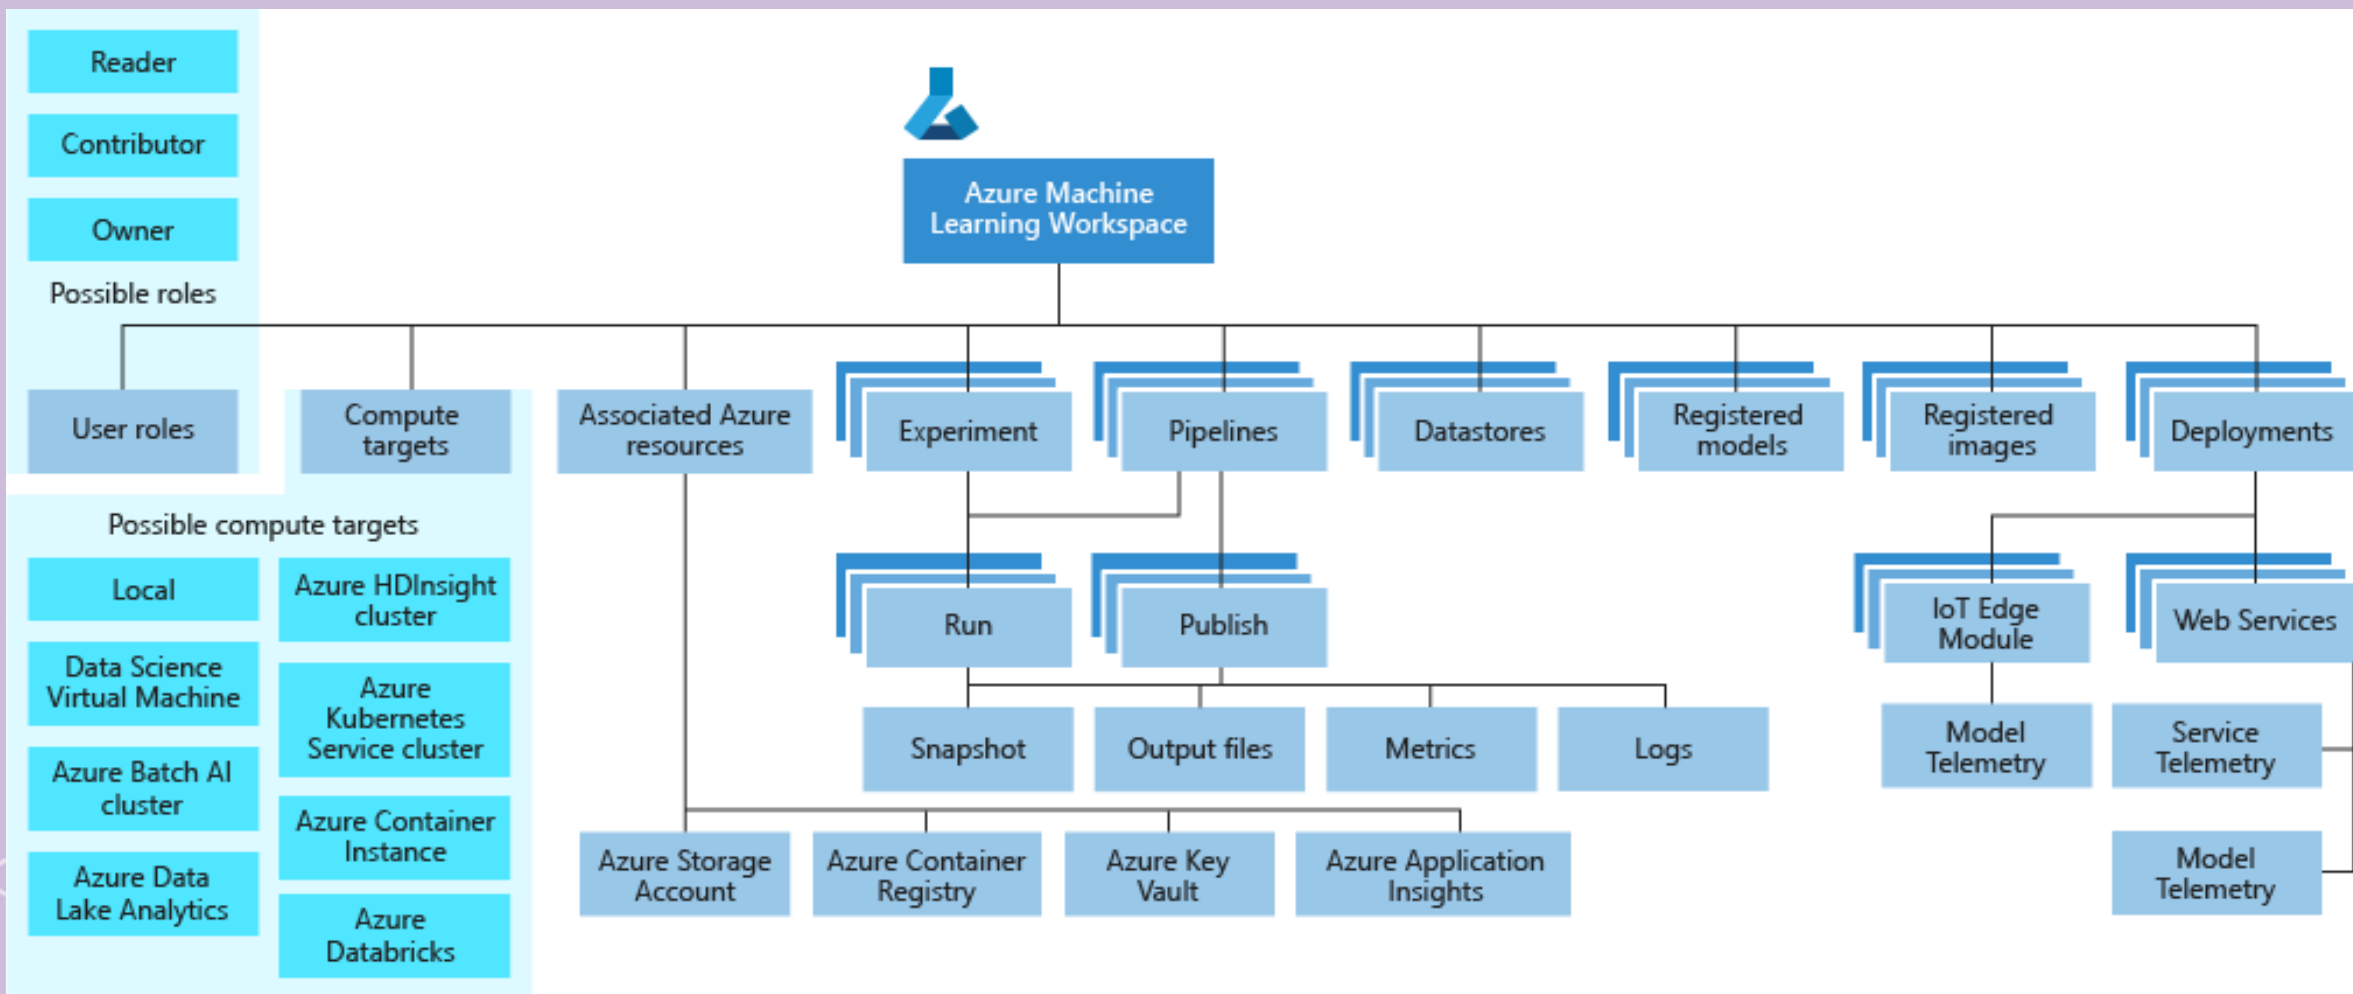 Reader
Contributor
Owner
Possible roles
Azure Machine
Learning Workspace
User roles
Compute
targets
Associated Azure
resources
Experiment
Pipelines
Datastores
Registered
models
Registered
images
Deployments
Possible compute targets
Local
Data Science
Virtual Machine
Azure Batch AI
cluster
Azure Data
Lake Analytics
Azure HDInsight
cluster
Azure
Kubernetes
Service cluster
Azure Container
Instance
Azure
Databricks
Run
Publish
IoT Edge
Module
Web Services
Snapshot
Output files
Metrics
Logs
Model
Telemetry
Service
Telemetry
Azure Storage
Account
Azure Container
Registry
Azure Key
Vault
Azure Application
Insights
Model
Telemetry